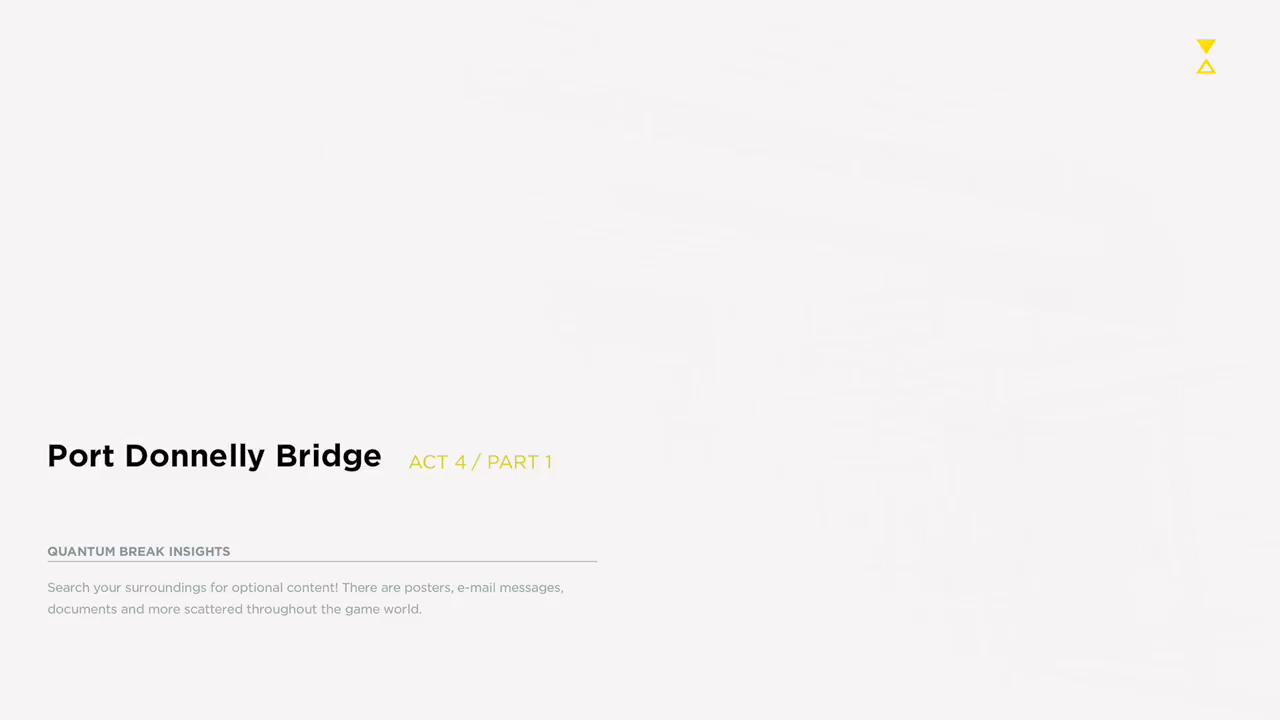 Port Donnelly Bridge ACT 4 / PART 1
QUANTUM BREAK INSIGHTS
Search your surroundings for optional content! There are posters, e-mail messages,
documents and more scattered throughout the game world.